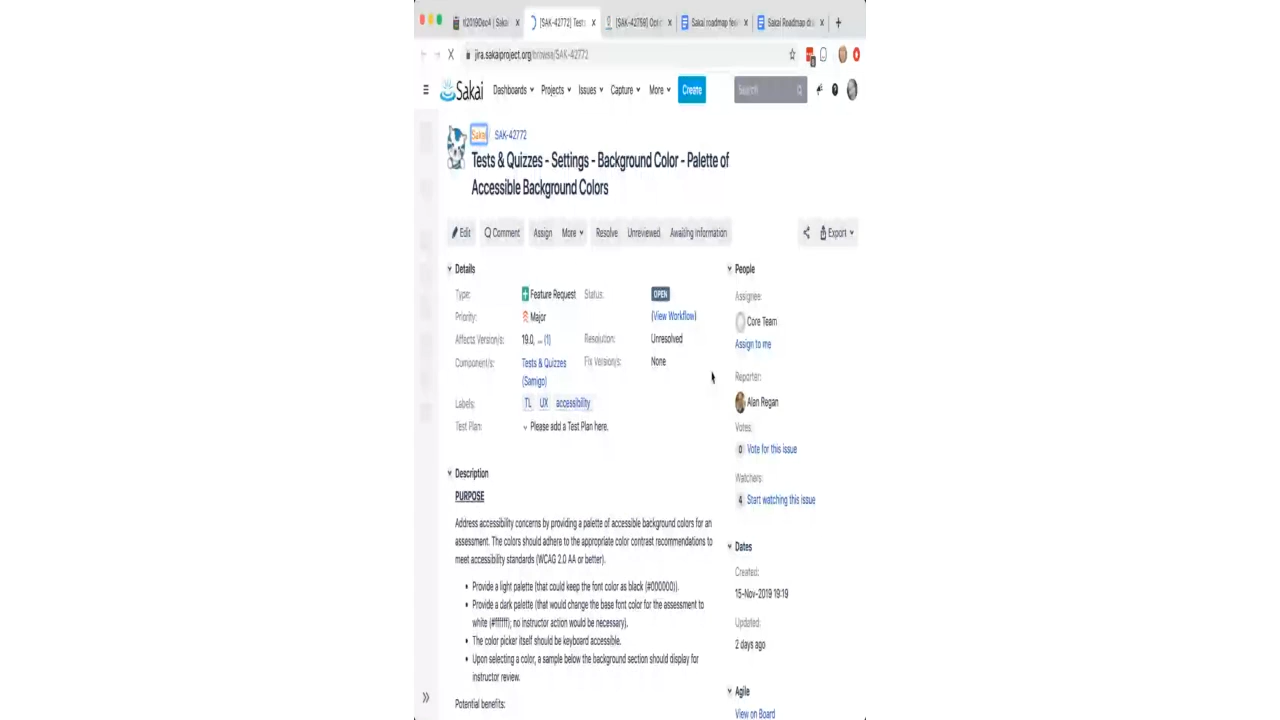 [SAK-42772] Tests
Sakai roadmap
Sakai Roadmap
jira.sakaiproject.org/browse/SAK-42772
Sakai Dashboards Projects Issues Capture More Create Search
Sakai SAK-42772
Tests & Quizzes - Settings - Background Color - Palette of
Accessible Background Colors
Edit Comment Assign More Resolve Unreviewed Awaiting Information Export
Details
Type: Feature Request Status: OPEN
(View Workflow)
Priority: Major
Affects Version/s: 19.0, ... (1) Resolution: Unresolved
Component/s: Tests & Quizzes Fix Version/s: None
(Samigo)
Labels: TL UX accessibility
Test Plan: Please add a Test Plan here.
Description
PURPOSE
Address accessibility concerns by providing a palette of accessible background colors for an
assessment. The colors should adhere to the appropriate color contrast recommendations to
meet accessibility standards (WCAG 2.0 AA or better).
• Provide a light palette (that could keep the font color as black (#000000)).
• Provide a dark palette (that would change the base font color for the assessment to
white (#ffffff); no instructor action would be necessary).
• The color picker itself should be keyboard accessible.
• Upon selecting a color, a sample below the background section should display for
instructor review.
Potential benefits:
People
Assignee:
Core Team
Assign to me
Reporter:
Alan Regan
Votes:
0 Vote for this issue
Watchers:
4 Start watching this issue
Dates
Created:
15-Nov-2019 19:19
Updated:
2 days ago
Agile
View on Board